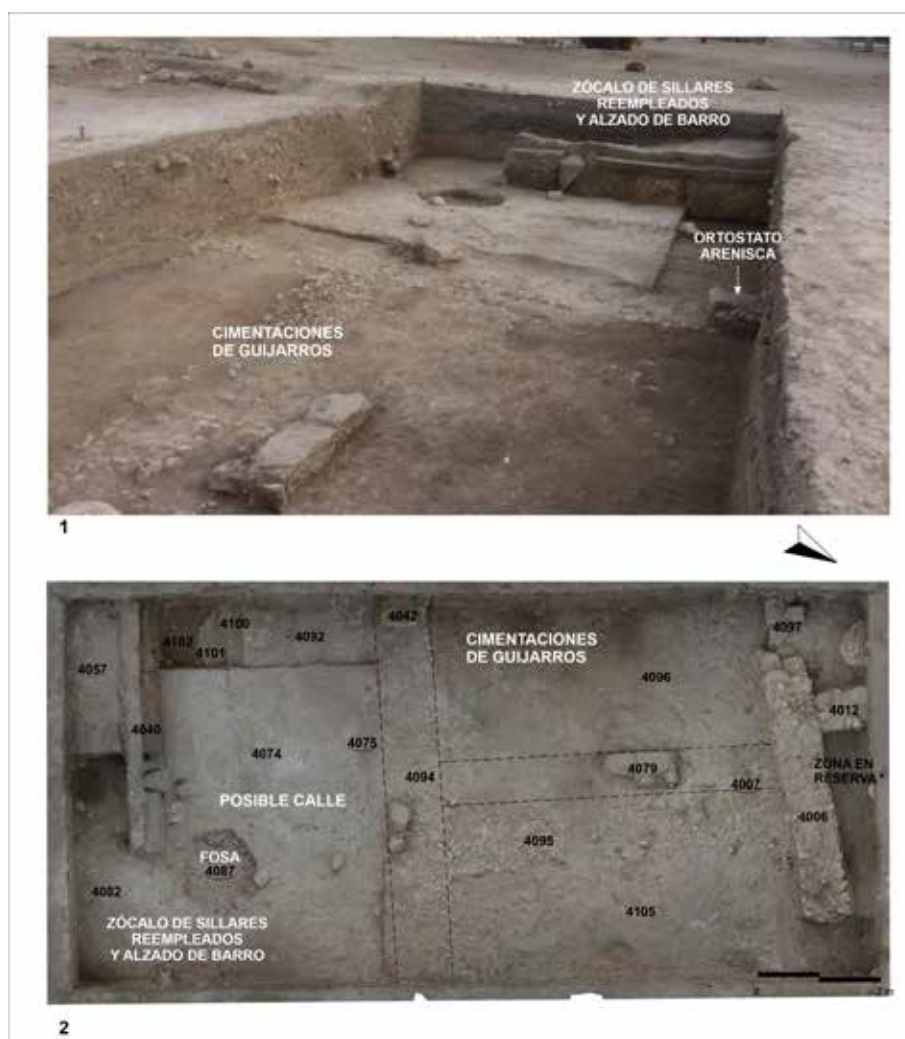 ZÓCALO DE SILLARES
REEMPLEADOS
Y ALZADO DE BARRO
ORTOSTATO
ARENISCA
CIMENTACIONES
DE GUIJARROS
1
4100
4102
4092
4101
4042
CIMENTACIONES
DE GUIJARROS
4097
4057
4096
4012
4040
4074
4075
4094
4079
4007
ZONA EN
RESERVA
POSIBLE CALLE
4006
4095
FOSA
4087
4082
4105
ZÓCALO DE SILLARES
REEMPLEADOS
Y ALZADO DE BARRO
2